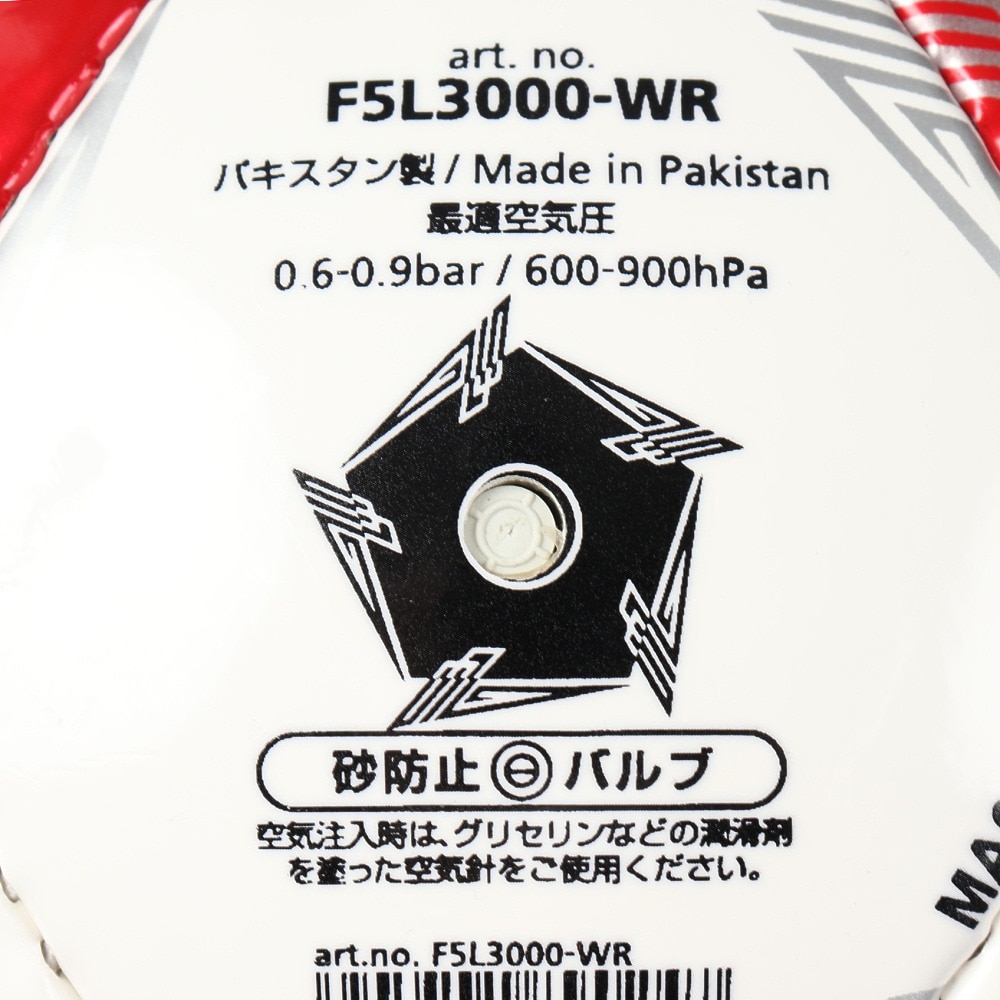 art. no.
F5L3000-WR
パキスタン製 / Made in Pakistan
最適空気圧
0.6-0.9bar / 600-900hPa
砂防止 バルブ
空気注入時は、グリセリンなどの潤滑剤
を塗った空気針をご使用ください。
art.no. F5L3000-WR